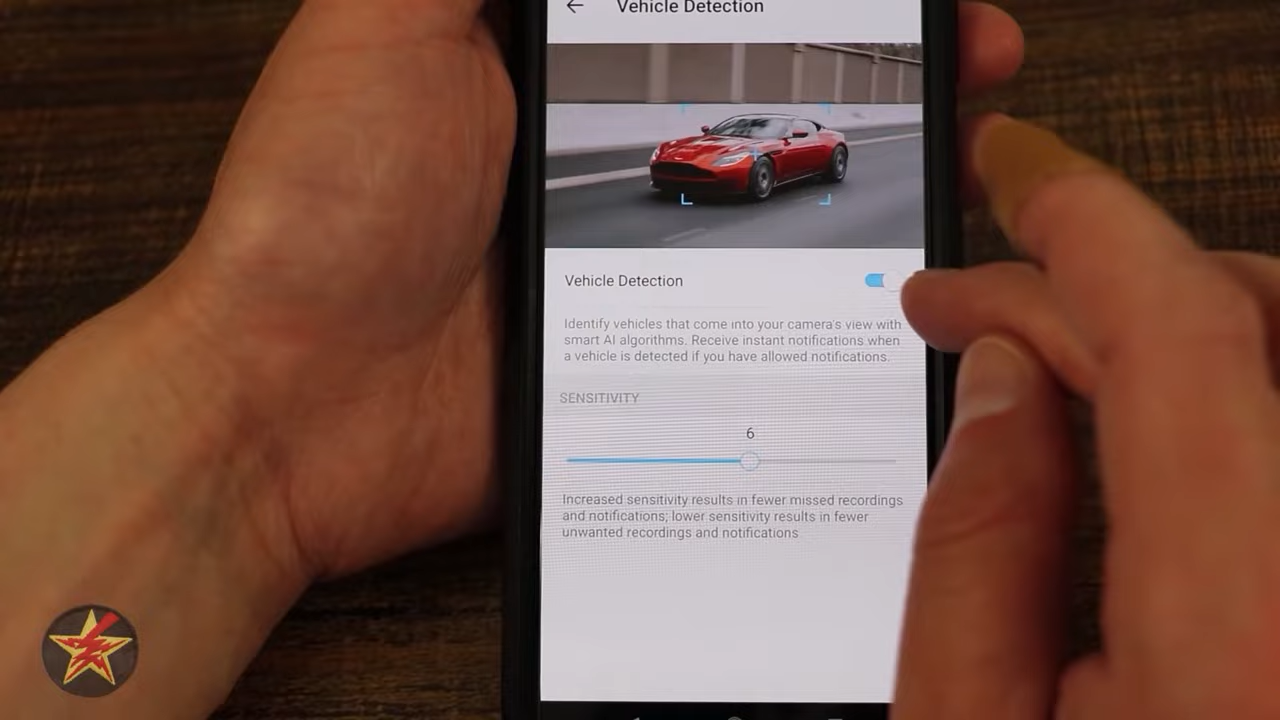 Vehicle Detection
Vehicle Detection
Identify vehicles that come into your camera's view with
smart AI algorithms. Receive instant notifications when
a vehicle is detected if you have allowed notifications.
SENSITIVITY
6
Increased sensitivity results in fewer missed recordings
and notifications; lower sensitivity results in fewer
unwanted recordings and notifications